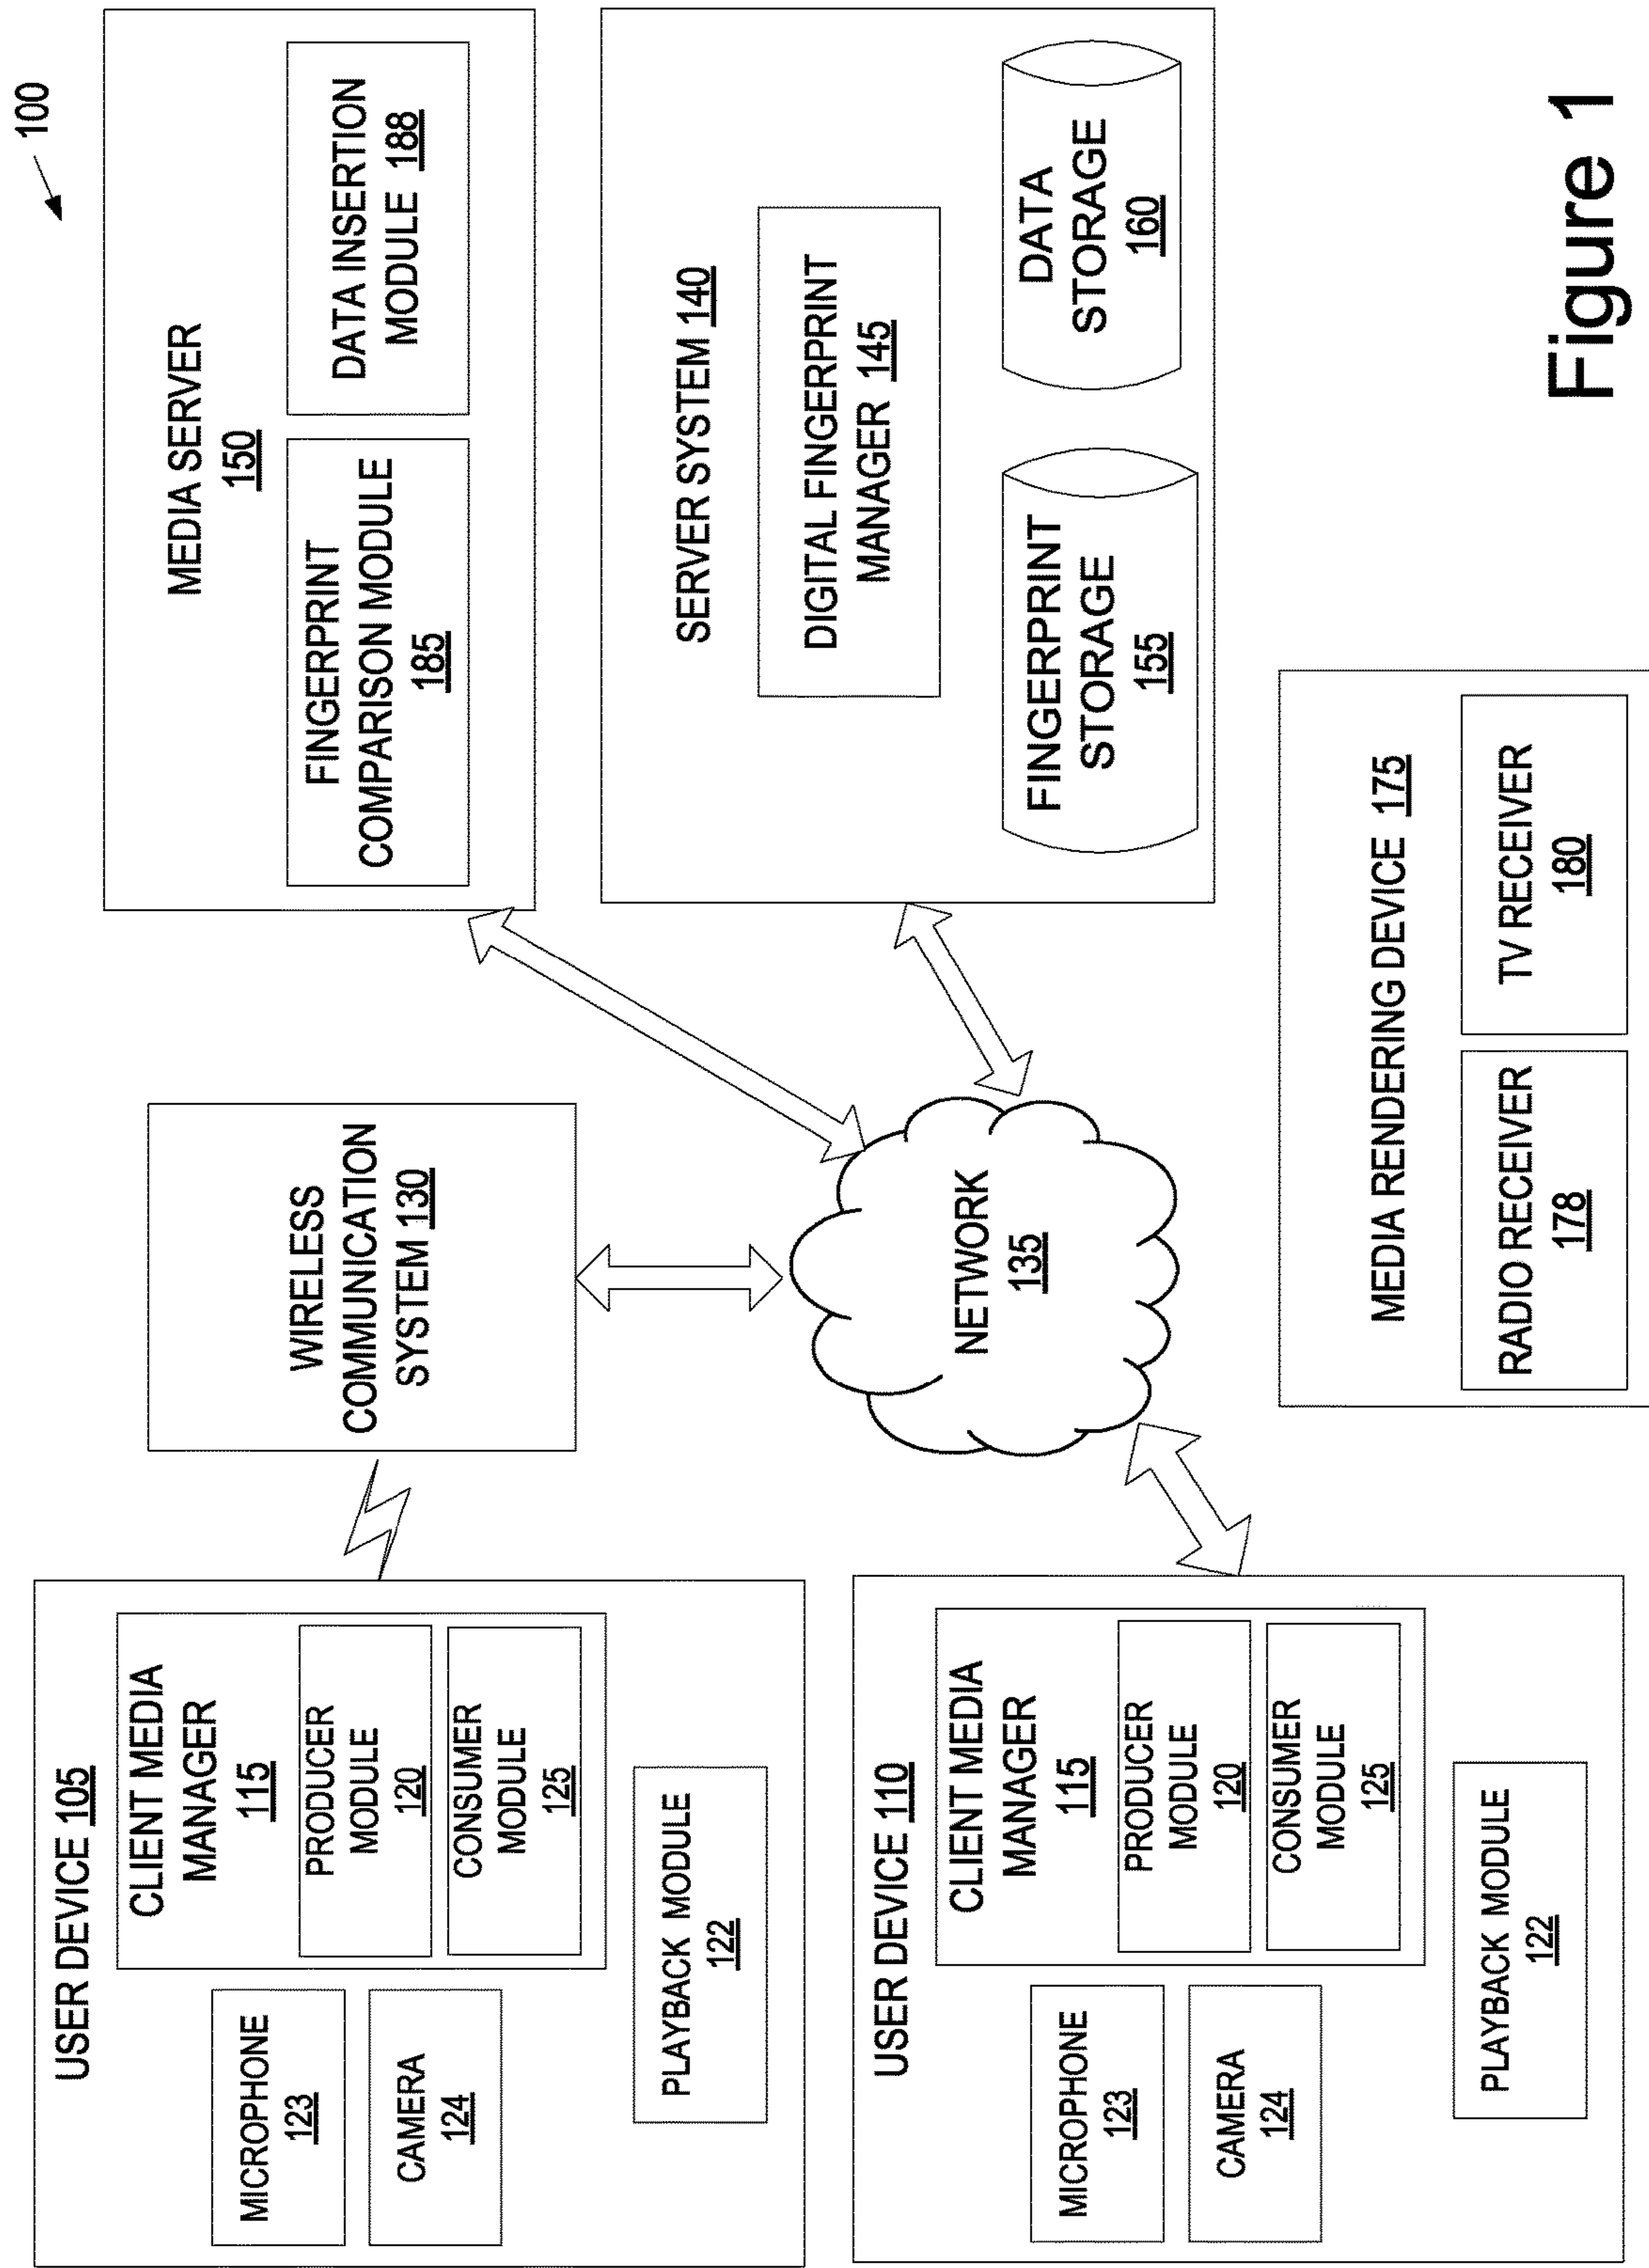 100
USER DEVICE 105
CLIENT MEDIA
MANAGER
115
PRODUCER
MODULE
120
CONSUMER
MODULE
125
MICROPHONE
123
CAMERA
124
PLAYBACK MODULE
122
USER DEVICE 110
CLIENT MEDIA
MANAGER
115
PRODUCER
MODULE
120
CONSUMER
MODULE
125
MICROPHONE
123
CAMERA
124
PLAYBACK MODULE
122
WIRELESS
COMMUNICATION
SYSTEM 130
NETWORK
135
MEDIA SERVER
150
FINGERPRINT
COMPARISON MODULE
185
DATA INSERTION
MODULE 188
SERVER SYSTEM 140
DIGITAL FINGERPRINT
MANAGER 145
FINGERPRINT
STORAGE
155
DATA
STORAGE
160
MEDIA RENDERING DEVICE 175
RADIO RECEIVER
178
TV RECEIVER
180
Figure 1